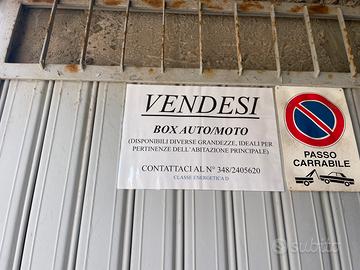 VENDESI
BOX AUTO/MOTO
(DISPONIBILI DIVERSE GRANDEZZE, IDEALI PER
PERTINENZE DELL'ABITAZIONE PRINCIPALE)
CONTATTACI AL N° 348/2405620
CLASSE ENERGETICA D
PASSO
CARRABILE
subito